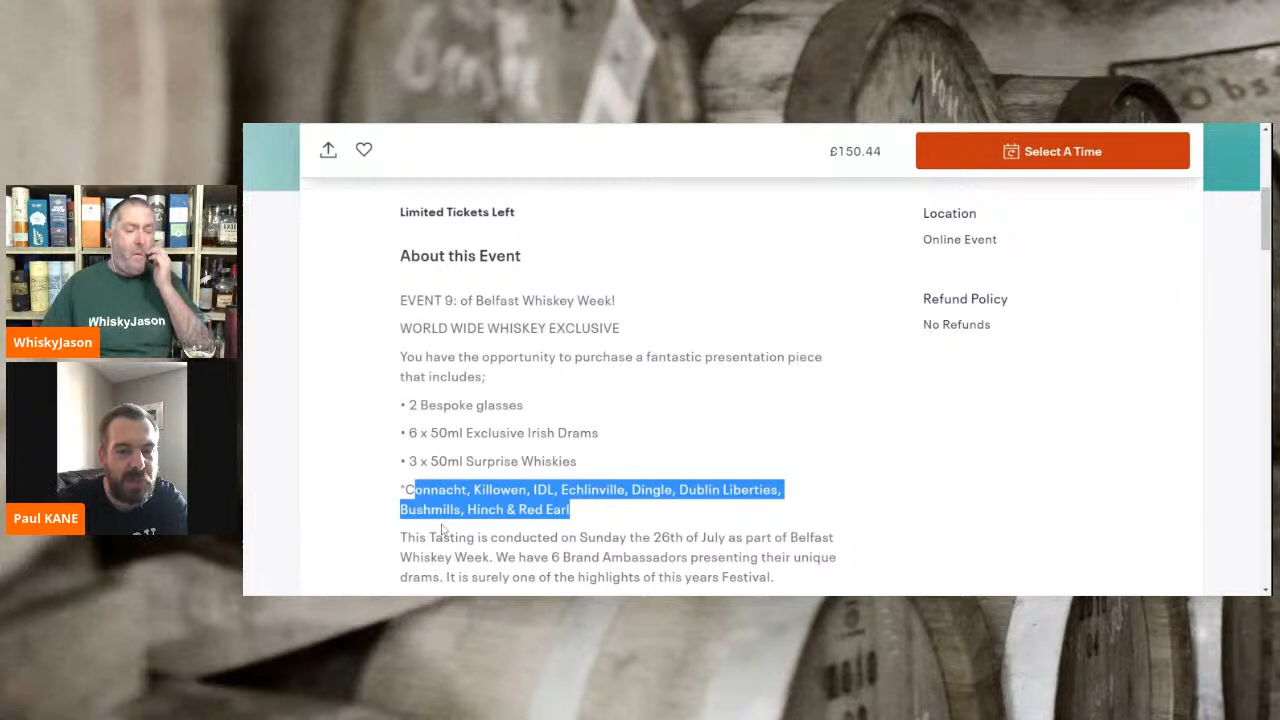 £150.44
Select A Time
Limited Tickets Left
About this Event
EVENT 9: of Belfast Whiskey Week!
WORLD WIDE WHISKEY EXCLUSIVE
You have the opportunity to purchase a fantastic presentation piece
that includes;
• 2 Bespoke glasses
• 6 x 50ml Exclusive Irish Drams
• 3 x 50ml Surprise Whiskies
*Connacht, Killowen, IDL, Echlinville, Dingle, Dublin Liberties,
Bushmills, Hinch & Red Earl
This Tasting is conducted on Sunday the 26th of July as part of Belfast
Whiskey Week. We have 6 Brand Ambassadors presenting their unique
drams. It is surely one of the highlights of this years Festival.
Location
Online Event
Refund Policy
No Refunds
WhiskyJason
WhiskyJason
Paul KANE